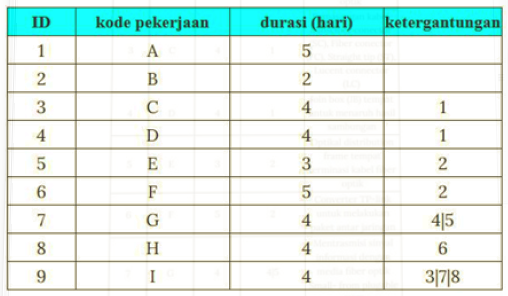 ID kode pekerjaan durasi (hari) ketergantungan
1 A 5
2 B 2
3 C 4 1
4 D 4 1
5 E 3 2
6 F 5 2
7 G 4 4|5
8 H 4 6
9 I 4 3|7|8